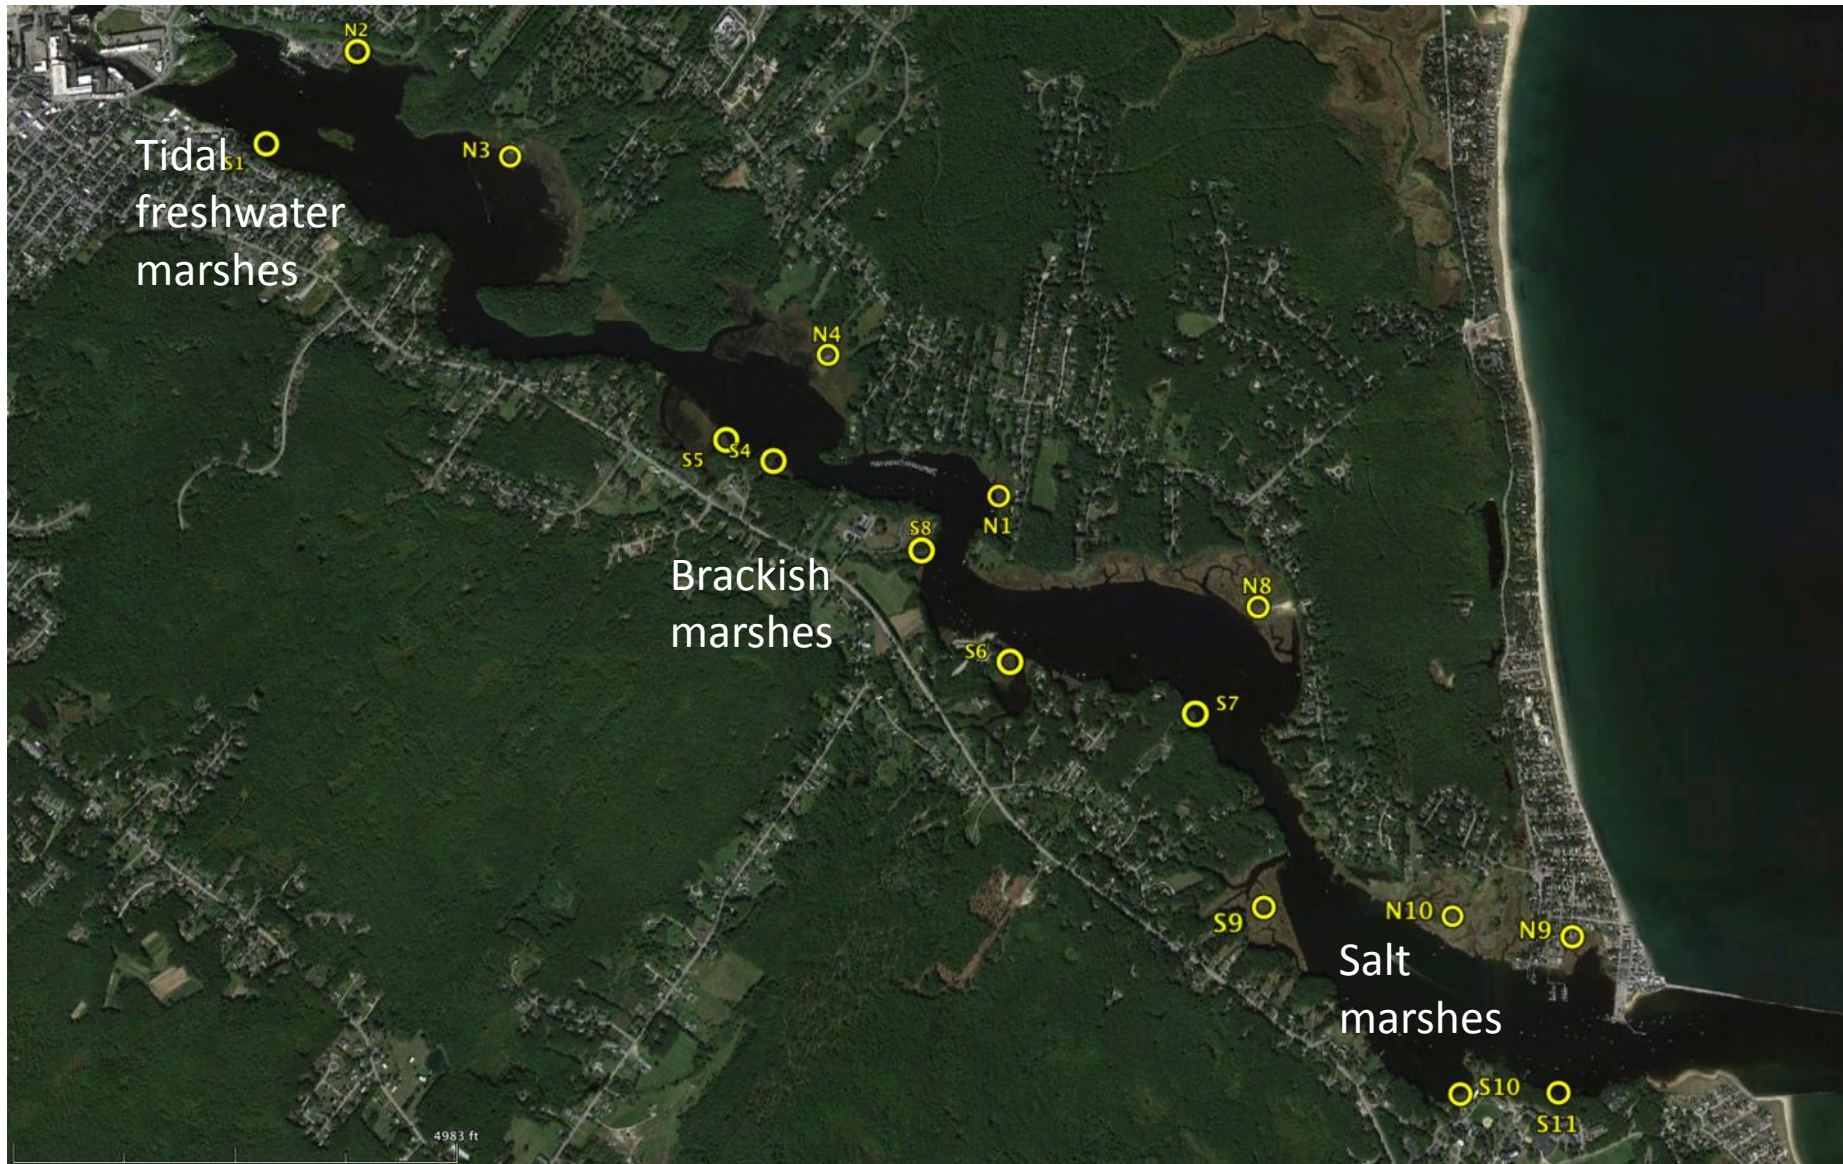 N2
N3
Tidal
S1
freshwater
marshes
N4
S5
S4
N1
S8
Brackish
marshes
N8
S6
S7
S9
N10
N9
Salt
marshes
S10
S11
4983 ft